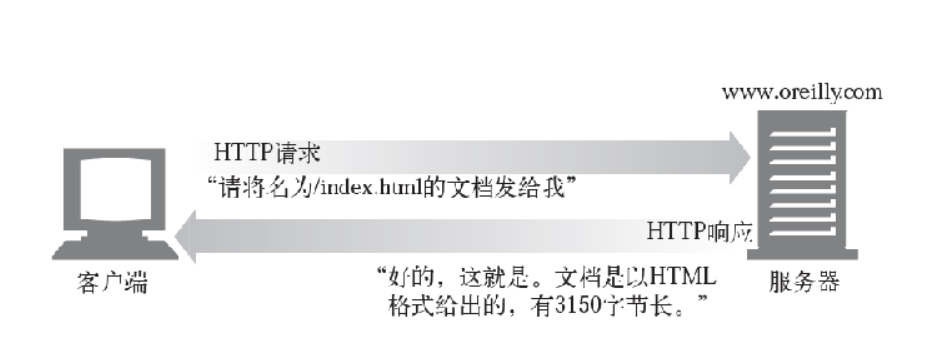 www.oreilly.com
HTTP请求
“请将名为/index.html的文档发给我”
HTTP响应
客户端
“好的，这就是。文档是以HTML
格式给出的，有3150字节长。”
服务器